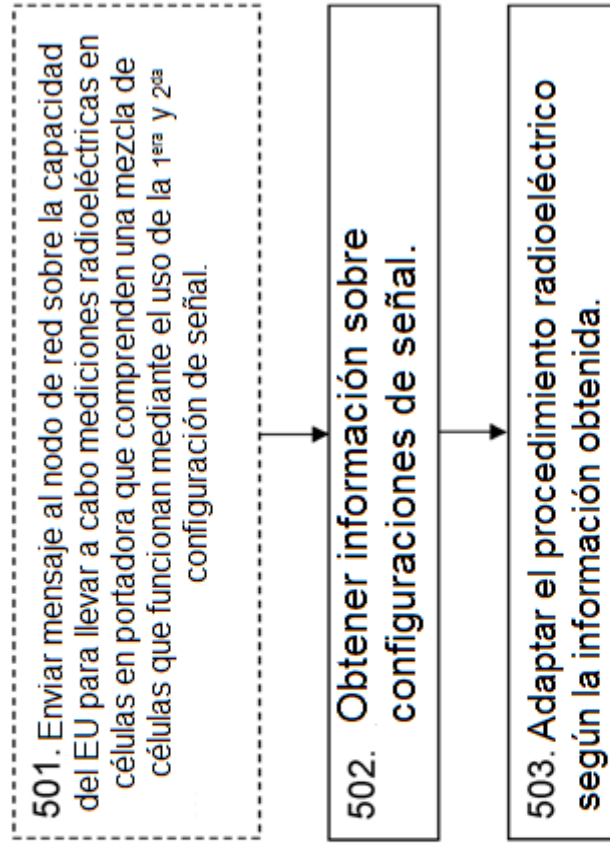 501. Enviar mensaje al nodo de red sobre la capacidad
del EU para llevar a cabo mediciones radioeléctricas en
células en portadora que comprenden una mezcla de
células que funcionan mediante el uso de la 1ᵉʳᵃ y 2ᵈᵃ
configuración de señal.
502. Obtener información sobre
configuraciones de señal.
503. Adaptar el procedimiento radioeléctrico
según la información obtenida.